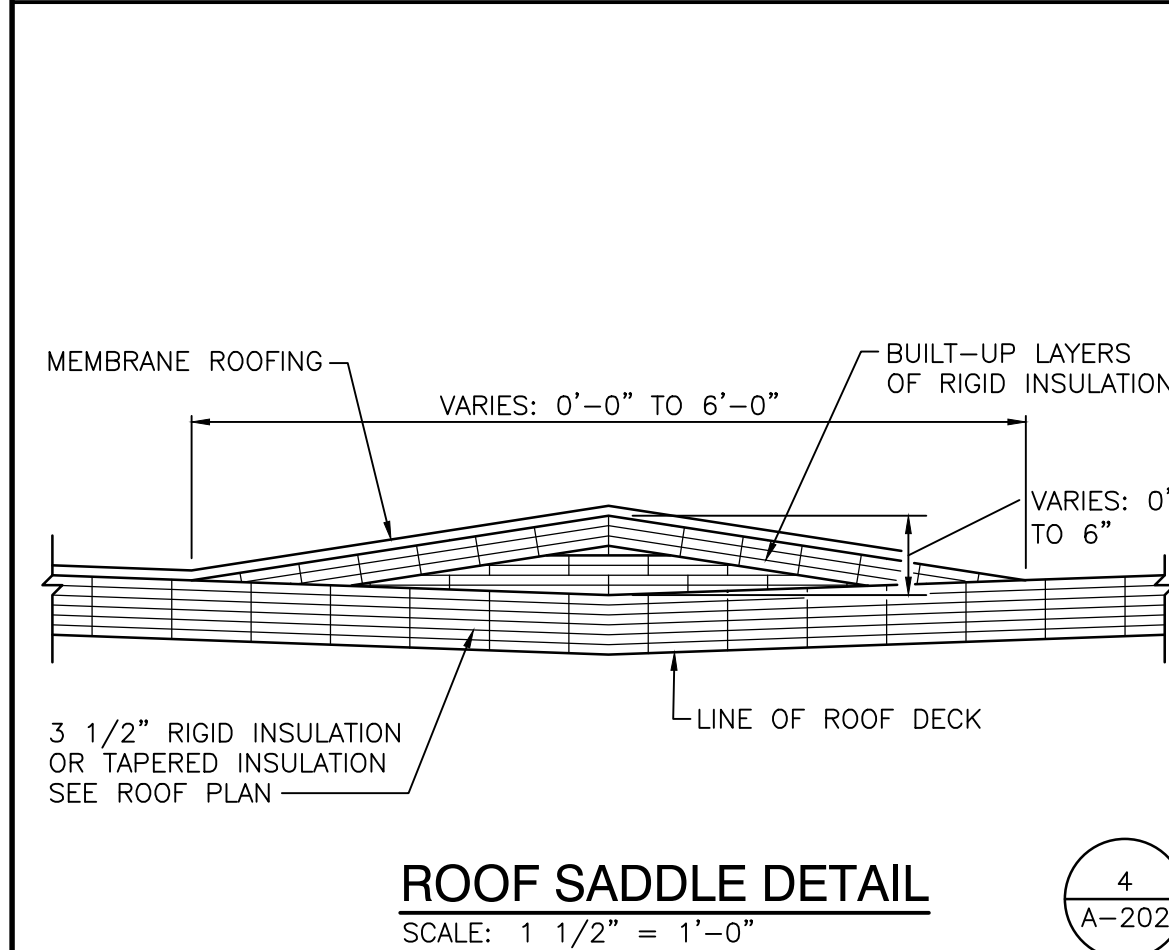 MEMBRANE ROOFING
BUILT-UP LAYERS
OF RIGID INSULATION
VARIES: 0'-0" TO 6'-0"
VARIES: 0'
TO 6"
3 1/2" RIGID INSULATION
OR TAPERED INSULATION
SEE ROOF PLAN
LINE OF ROOF DECK
ROOF SADDLE DETAIL
SCALE: 1 1/2" = 1'-0"
4
A-202